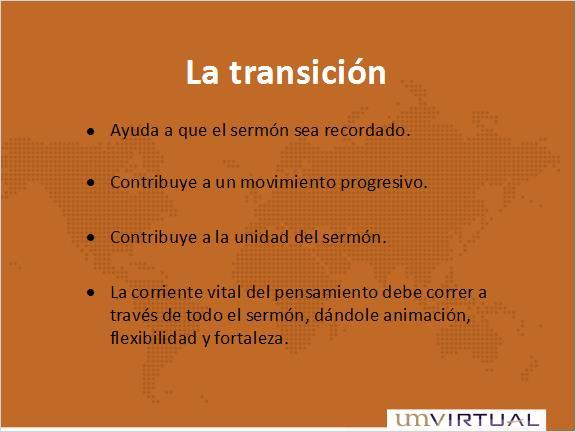 La transición
• Ayuda a que el sermón sea recordado.
• Contribuye a un movimiento progresivo.
• Contribuye a la unidad del sermón.
• La corriente vital del pensamiento debe correr a
través de todo el sermón, dándole animación,
flexibilidad y fortaleza.
umVIRTUAL